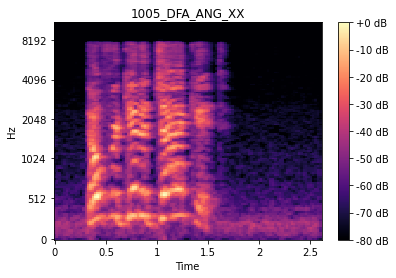 1005_DFA_ANG_XX
Hz
8192
4096
2048
1024
512
0
0 0.5 1 1.5 2 2.5
Time
+0 dB
-10 dB
-20 dB
-30 dB
-40 dB
-50 dB
-60 dB
-70 dB
-80 dB